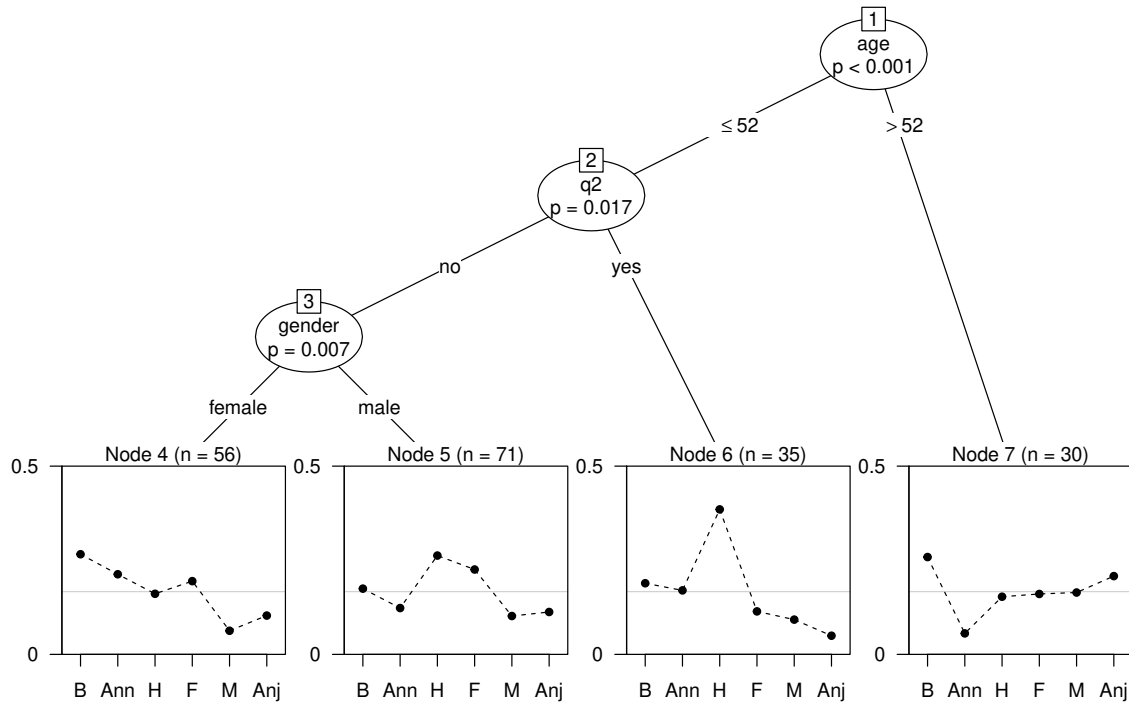 1
age
p < 0.001
≤ 52
> 52
2
q2
p = 0.017
no
yes
3
gender
p = 0.007
female
male
Node 4 (n = 56)
0.5
0
B Ann H F M Anj
Node 5 (n = 71)
0.5
0
B Ann H F M Anj
Node 6 (n = 35)
0.5
0
B Ann H F M Anj
Node 7 (n = 30)
0.5
0
B Ann H F M Anj